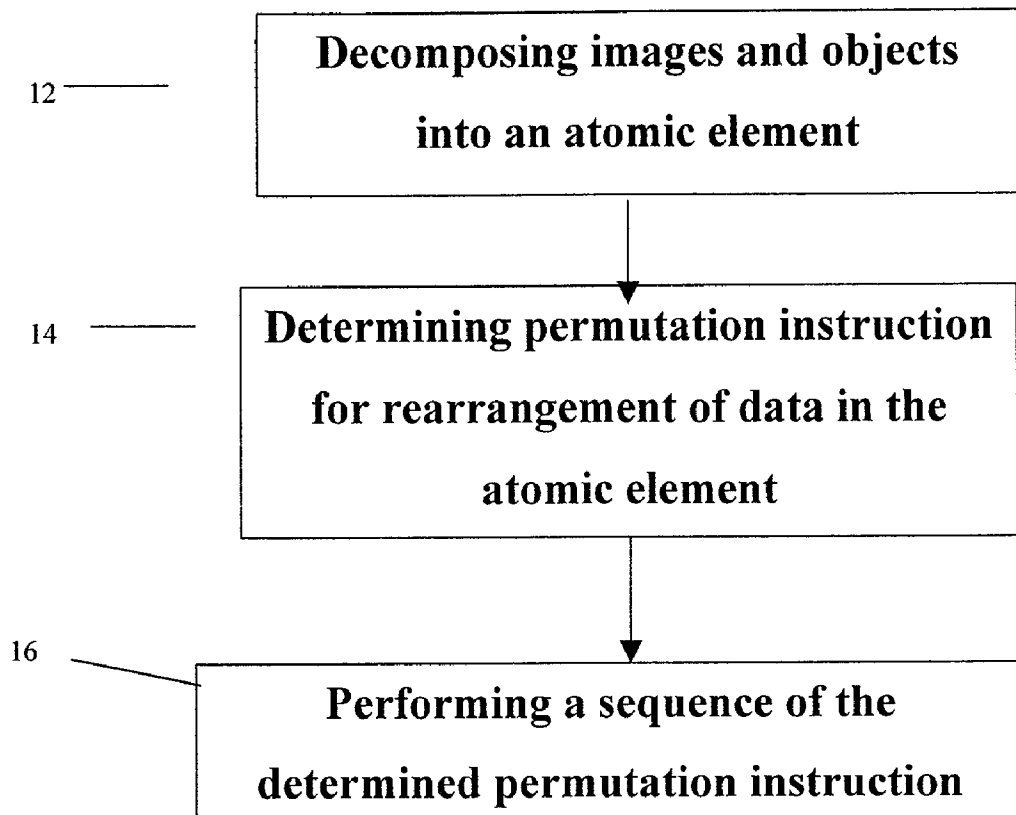 Decomposing images and objects
12
into an atomic element
Determining permutation instruction
14
for rearrangement of data in the
atomic element
16
Performing a sequence of the
determined permutation instruction